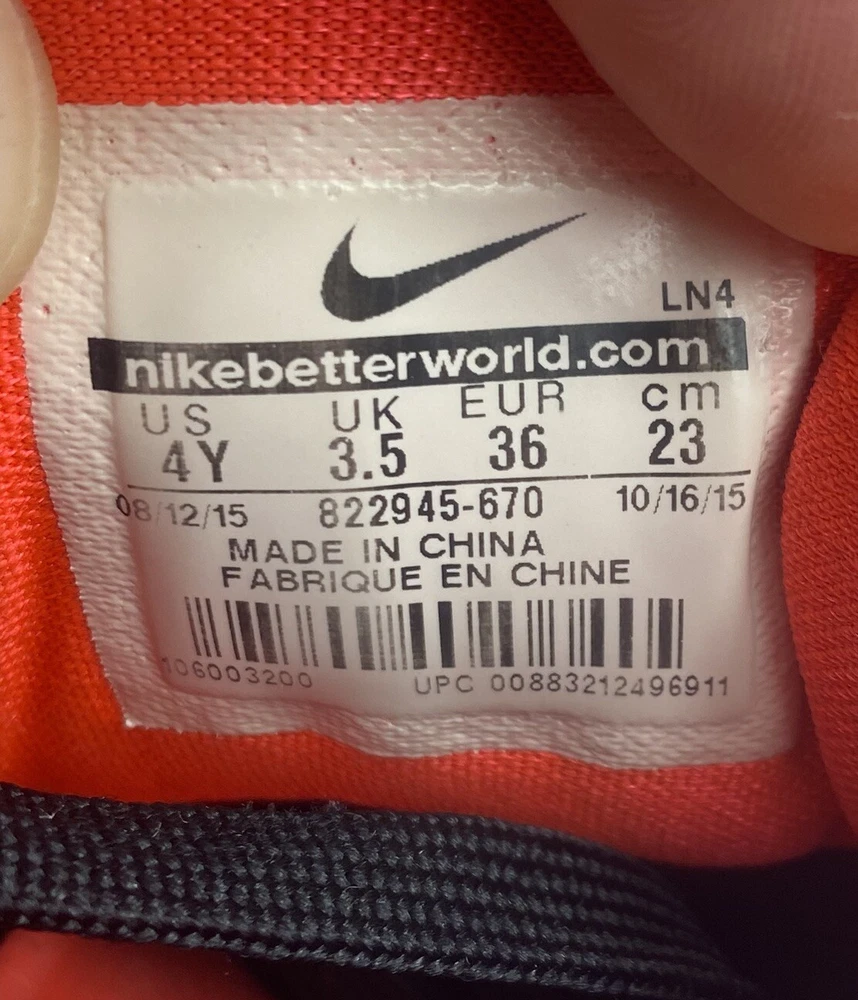 LN4
nikebetterworld.com
US UK EUR cm
4Y 3.5 36 23
08/12/15 822945-670 10/16/15
MADE IN CHINA
FABRIQUE EN CHINE
106003200 UPC 00883212496911